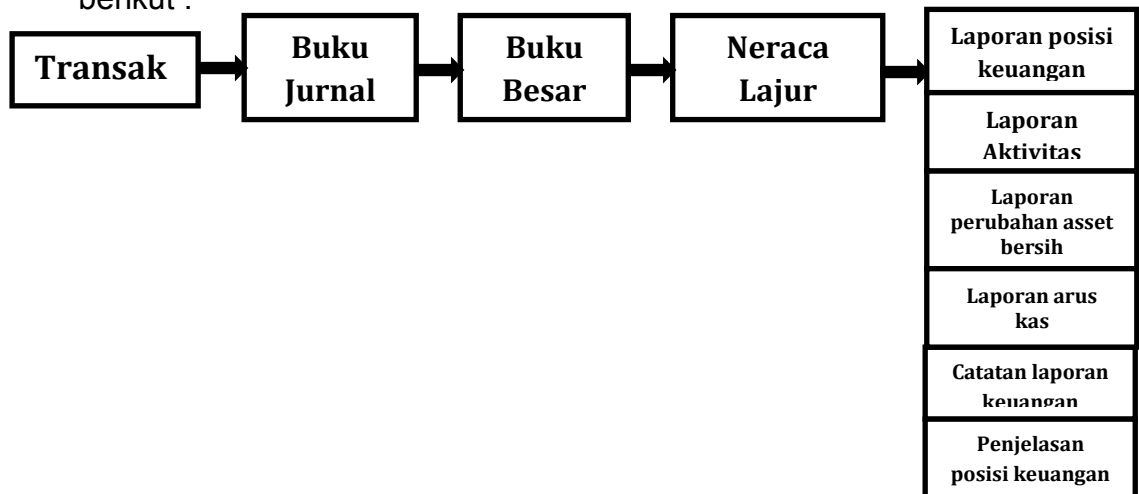 berikut :
Transak
Buku
Jurnal
Buku
Besar
Neraca
Lajur
Laporan posisi
keuangan
Laporan
Aktivitas
Laporan
perubahan asset
bersih
Laporan arus
kas
Catatan laporan
keuangan
Penjelasan
posisi keuangan